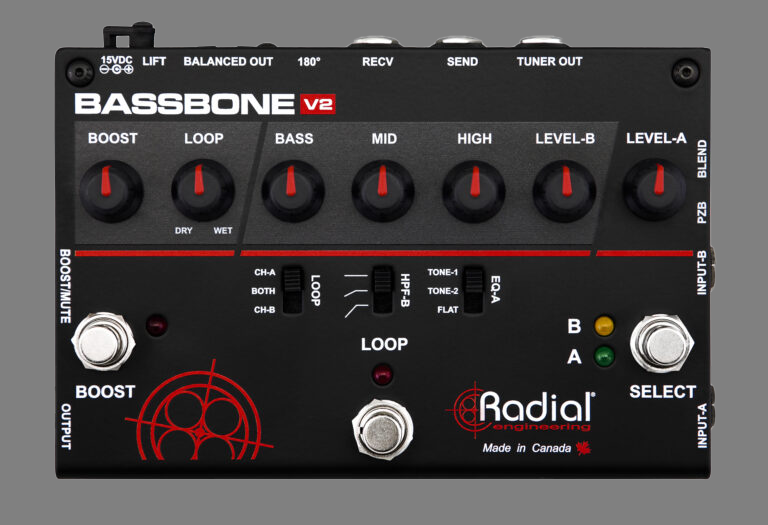 15VDC
LIFT
BALANCED OUT
180°
RECV
SEND
TUNER OUT
BASSBONE V2
BOOST
LOOP
BASS
MID
HIGH
LEVEL-B
LEVEL-A
BLEND
PZB
DRY
WET
BOOST/MUTE
INPUT-B
CH-A
BOTH
CH-B
LOOP
HPF-B
TONE-1
TONE-2
FLAT
EQ-A
B
A
LOOP
BOOST
SELECT
OUTPUT
INPUT-A
Radial®
engineering
Made in Canada